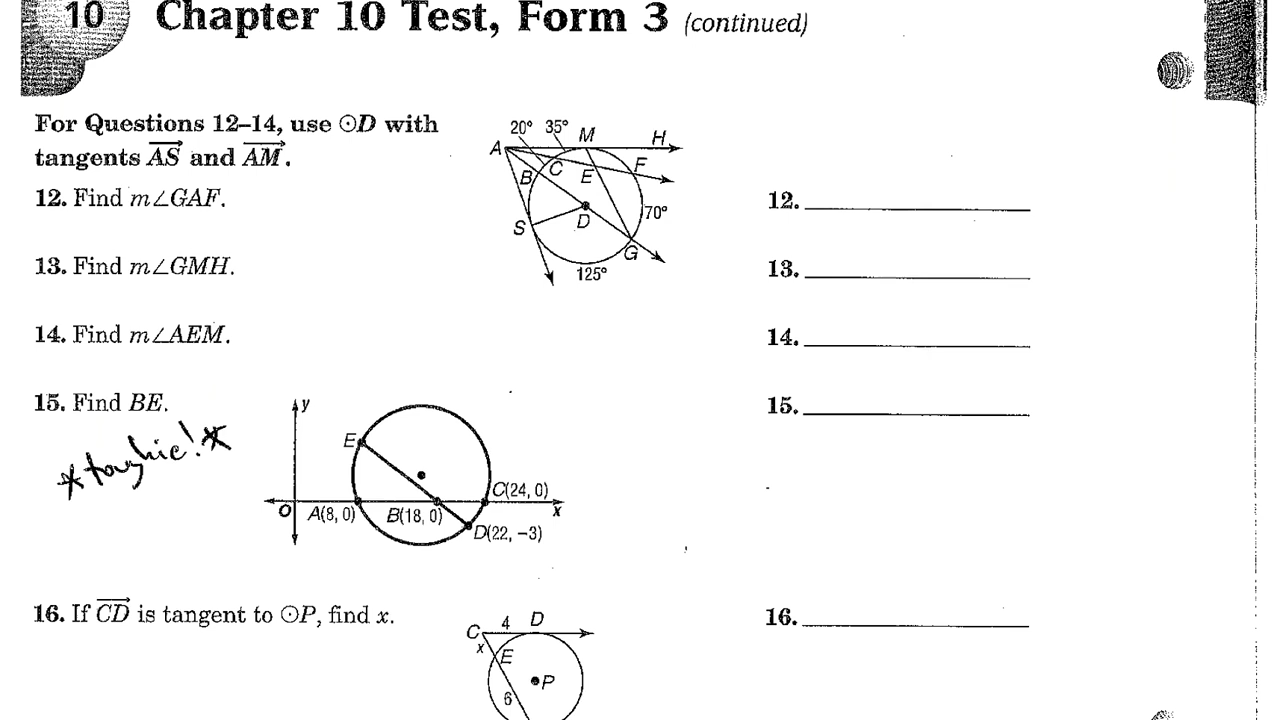 10 Chapter 10 Test, Form 3 (continued)
For Questions 12–14, use ⊙D with
tangents AS and AM.
12. Find m∠GAF.
13. Find m∠GMH.
14. Find m∠AEM.
20° 35° M H
A
B C E F
70°
S D
G
125°
12.
13.
14.
15. Find BE.
*toughie!*
y
E
C(24, 0)
O A(8, 0) B(18, 0) x
D(22, −3)
15.
16. If CD is tangent to ⊙P, find x.
C 4 D
x E
P
6
16.